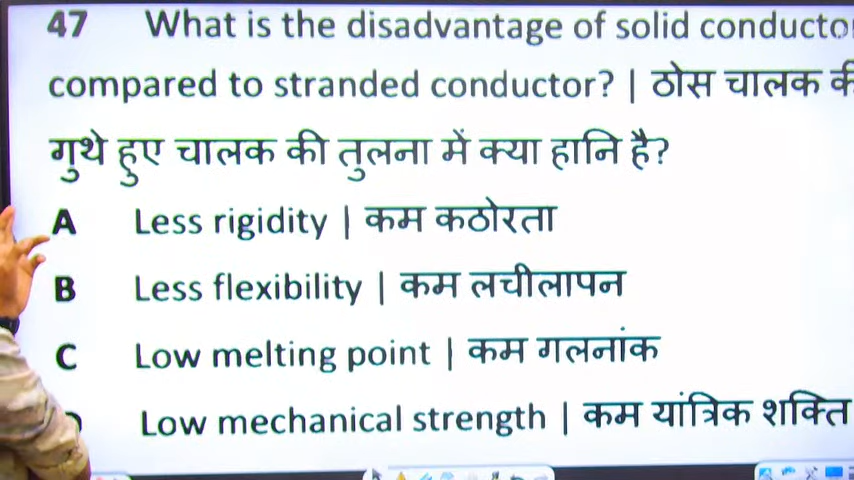 47 What is the disadvantage of solid conductor
compared to stranded conductor? | ठोस चालक की
गुथे हुए चालक की तुलना में क्या हानि है?
A Less rigidity | कम कठोरता
B Less flexibility | कम लचीलापन
C Low melting point | कम गलनांक
D Low mechanical strength | कम यांत्रिक शक्ति